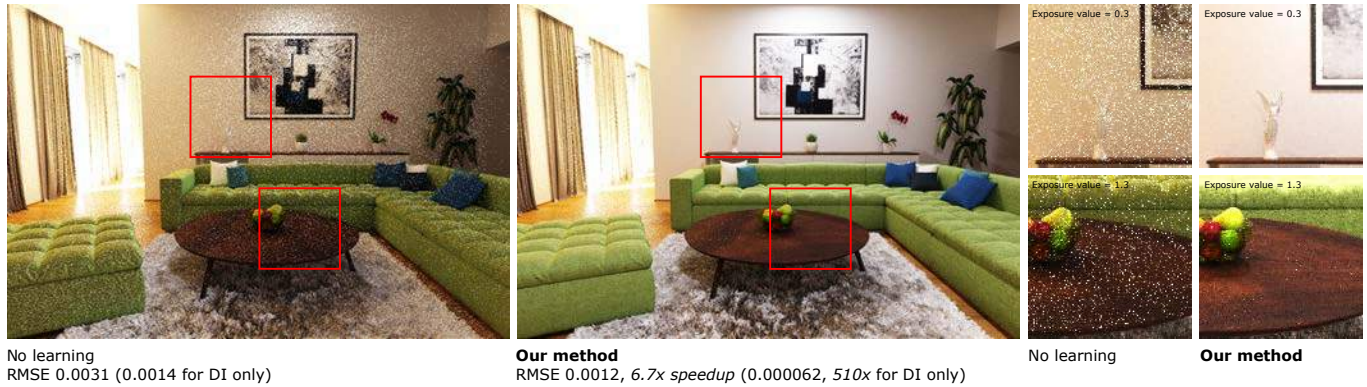 Exposure value = 0.3
Exposure value = 0.3
Exposure value = 1.3
Exposure value = 1.3
No learning
RMSE 0.0031 (0.0014 for DI only)
Our method
RMSE 0.0012, 6.7x speedup (0.000062, 510x for DI only)
No learning
Our method